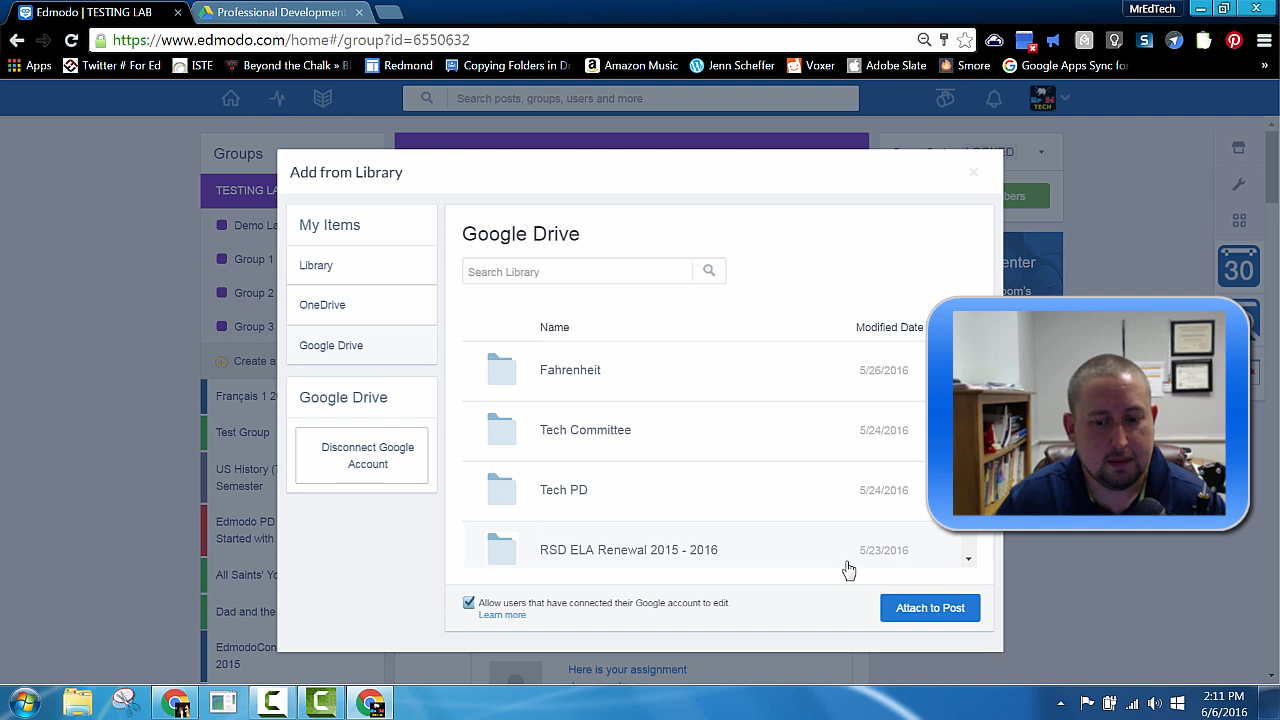 Edmodo | TESTING LAB
Professional Development
MrEdTech
https://www.edmodo.com/home#/group?id=6550632
Apps
Twitter # For Ed
ISTE
Beyond the Chalk » Bl
Redmond
Copying Folders in D
Amazon Music
Jenn Scheffer
Voxer
Adobe Slate
Smore
Google Apps Sync for
»
Search posts, groups, users and more
Groups
TESTING LA
Demo La
Group 1
Group 2
Group 3
Create a
Français 1 2
Test Group
US History (T
Semester
Edmodo PD
Started with
All Saints' Yo
Dad and the
EdmodoCon
2015
Add from Library
×
My Items
Library
OneDrive
Google Drive
Google Drive
Disconnect Google
Account
Google Drive
Search Library
Name
Modified Date
Fahrenheit
5/26/2016
Tech Committee
5/24/2016
Tech PD
5/24/2016
RSD ELA Renewal 2015 - 2016
5/23/2016
Allow users that have connected their Google account to edit.
Learn more
Attach to Post
bers
enter
oom's
30
Here is your assignment
2:11 PM
6/6/2016